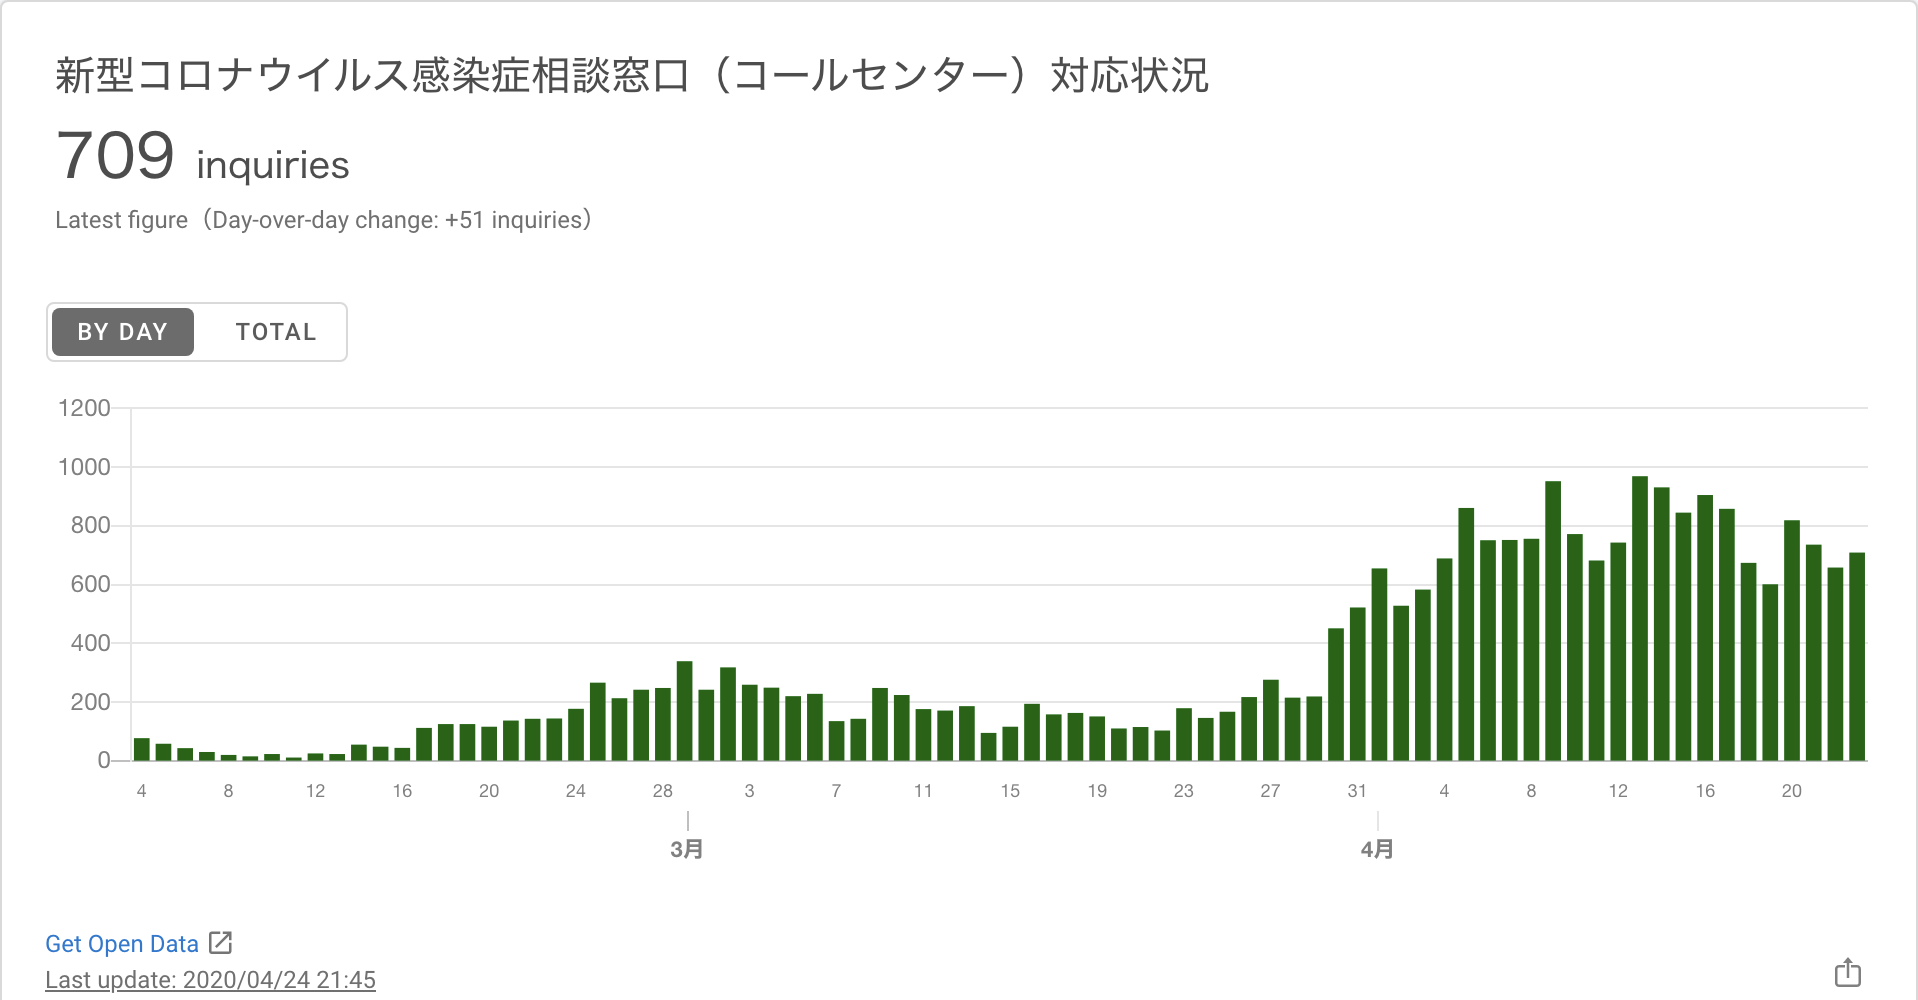 新型コロナウイルス感染症相談窓口（コールセンター）対応状況
709 inquiries
Latest figure（Day-over-day change: +51 inquiries）
BY DAY TOTAL
1200
1000
800
600
400
200
0
4 8 12 16 20 24 28 3 7 11 15 19 23 27 31 4 8 12 16 20
3月 4月
Get Open Data
Last update: 2020/04/24 21:45